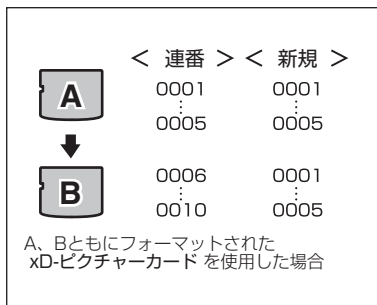 < 連番 > < 新規 >
A
0001 0001
⋮ ⋮
0005 0005
B
0006 0001
⋮ ⋮
0010 0005
A、Bともにフォーマットされた
xD-ピクチャーカード を使用した場合